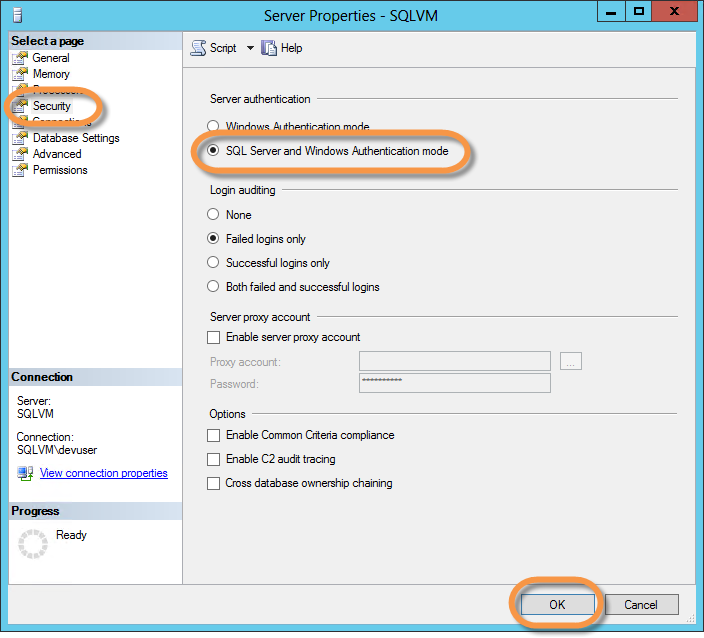 Server Properties - SQLVM
Select a page
General
Memory
Processors
Security
Connections
Database Settings
Advanced
Permissions
Connection
Server:
SQLVM
Connection:
SQLVM\devuser
View connection properties
Progress
Ready
Script
Help
Server authentication
Windows Authentication mode
SQL Server and Windows Authentication mode
Login auditing
None
Failed logins only
Successful logins only
Both failed and successful logins
Server proxy account
Enable server proxy account
Proxy account:
...
Password:
**********
Options
Enable Common Criteria compliance
Enable C2 audit tracing
Cross database ownership chaining
OK
Cancel